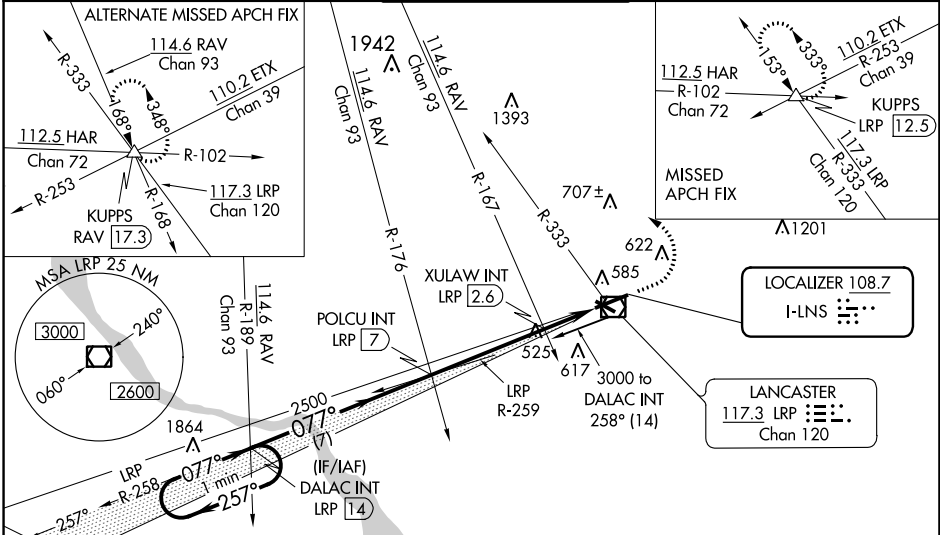 ALTERNATE MISSED APCH FIX
114.6 RAV
Chan 93
R-333
110.2 ETX
Chan 39
168°
348°
112.5 HAR
Chan 72
R-102
R-253
117.3 LRP
Chan 120
R-168
KUPPS
RAV 17.3
1942
114.6 RAV
Chan 93
R-176
114.6 RAV
Chan 93
R-167
1393
R-333
707±
622
585
1201
153°
333°
110.2 ETX
R-253
Chan 39
112.5 HAR
R-102
Chan 72
KUPPS
LRP 12.5
117.3 LRP
R-333
Chan 120
MISSED
APCH FIX
MSA LRP 25 NM
3000
240°
060°
2600
114.6 RAV
R-189
Chan 93
POLCU INT
LRP 7
XULAW INT
LRP 2.6
525
617
LRP
R-259
3000 to
DALAC INT
258° (14)
LOCALIZER 108.7
I-LNS
LANCASTER
117.3 LRP
Chan 120
2500
077°
(7)
1864
LRP
R-258
257°
077°
1 min
257°
(IF/IAF)
DALAC INT
LRP 14